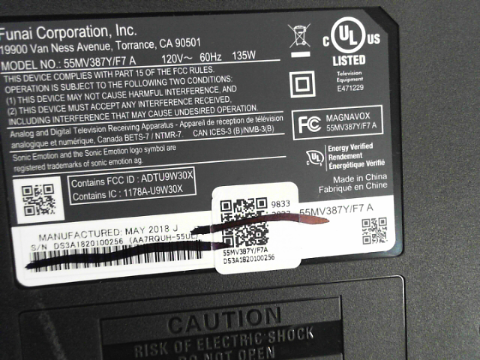 Funai Corporation, Inc.
19900 Van Ness Avenue, Torrance, CA 90501
MODEL NO.: 55MV387Y/F7 A 120V~ 60Hz 135W
THIS DEVICE COMPLIES WITH PART 15 OF THE FCC RULES.
OPERATION IS SUBJECT TO THE FOLLOWING TWO CONDITIONS:
(1) THIS DEVICE MAY NOT CAUSE HARMFUL INTERFERENCE, AND
(2) THIS DEVICE MUST ACCEPT ANY INTERFERENCE RECEIVED,
INCLUDING INTERFERENCE THAT MAY CAUSE UNDESIRED OPERATION.
Analog and Digital Television Receiving Apparatus - Appareil de réception de télévision
analogique et numérique, Canada BETS-7 / NTMR-7. CAN ICES-3 (B)/NMB-3(B)
Sonic Emotion and the Sonic Emotion logo symbol are
registered trademarks of sonic emotion ag.
Contains FCC ID : ADTU9W30X
Contains IC : 1178A-U9W30X
c UL US
LISTED
Television
Equipment
E471229
FC MAGNAVOX
55MV387Y/F7 A
UL Energy Verified
Rendement
Énergétique Vérifié
Made in China
Fabriqué en Chine
MANUFACTURED: MAY 2018 J
S/N DS3A1820100256 (AA7RQUH-55UL
9833
55MV387Y/F7 A
55MV387Y/F7A
DS3A1820100256
CAUTION
RISK OF ELECTRIC SHOCK
DO NOT OPEN